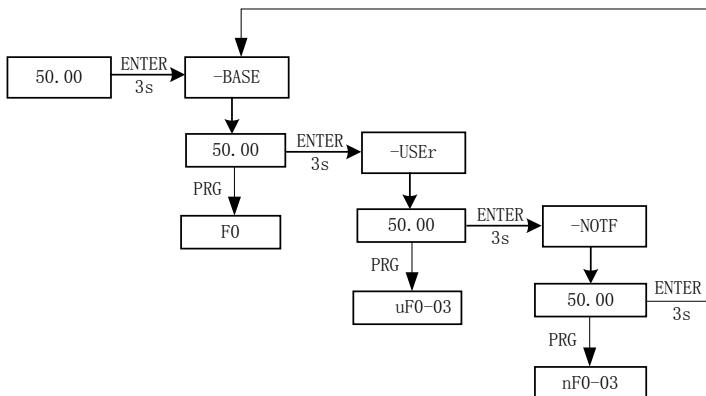 50.00
ENTER
3s
-BASE
50.00
ENTER
3s
-USEr
PRG
F0
50.00
ENTER
3s
-NOTF
PRG
uF0-03
50.00
ENTER
3s
PRG
nF0-03